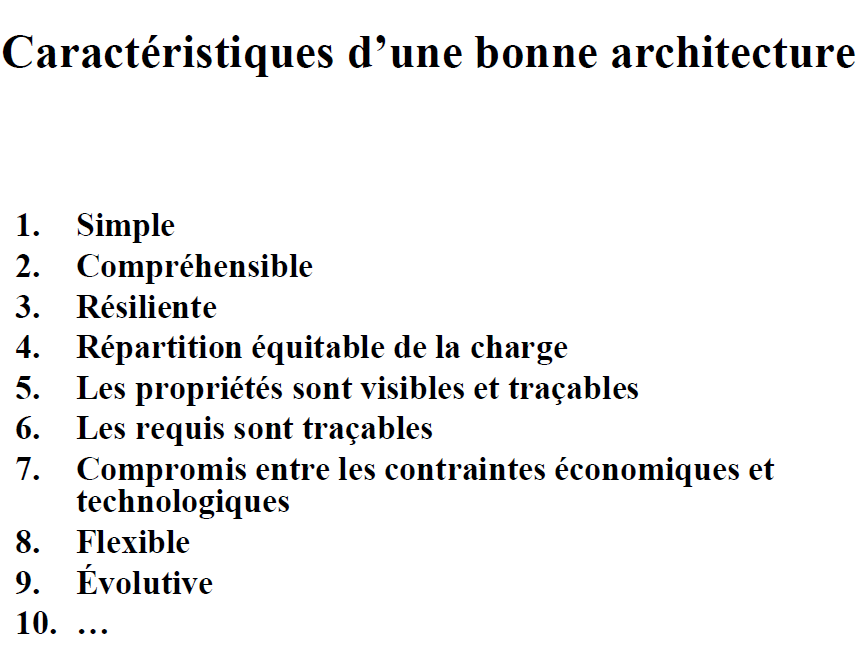 Caractéristiques d’une bonne architecture
1. Simple
2. Compréhensible
3. Résiliente
4. Répartition équitable de la charge
5. Les propriétés sont visibles et traçables
6. Les requis sont traçables
7. Compromis entre les contraintes économiques et
technologiques
8. Flexible
9. Évolutive
10. …